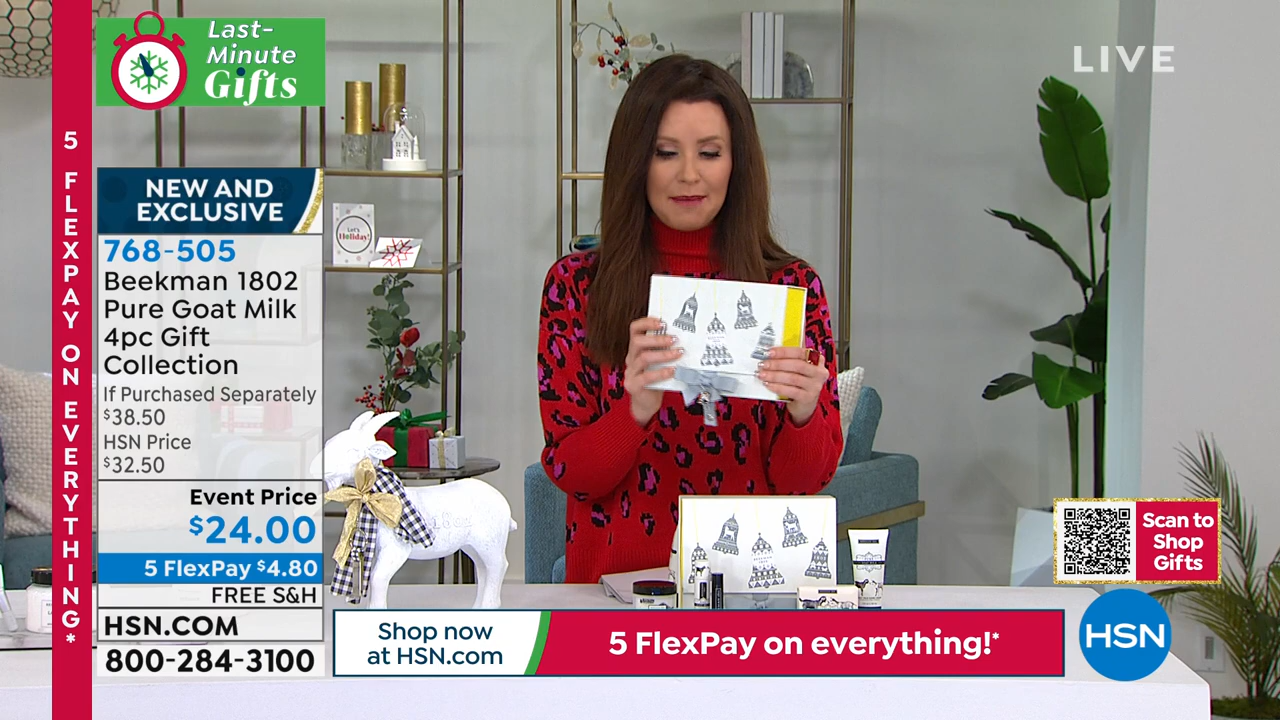 Last-
Minute
Gifts
LIVE
5 FLEXPAY ON EVERYTHING!*
NEW AND
EXCLUSIVE
768-505
Beekman 1802
Pure Goat Milk
4pc Gift
Collection
If Purchased Separately
$38.50
HSN Price
$32.50
Event Price
$24.00
5 FlexPay $4.80
FREE S&H
HSN.COM
800-284-3100
Let's
Holiday!
Scan to
Shop
Gifts
Shop now
at HSN.com
5 FlexPay on everything!*
HSN